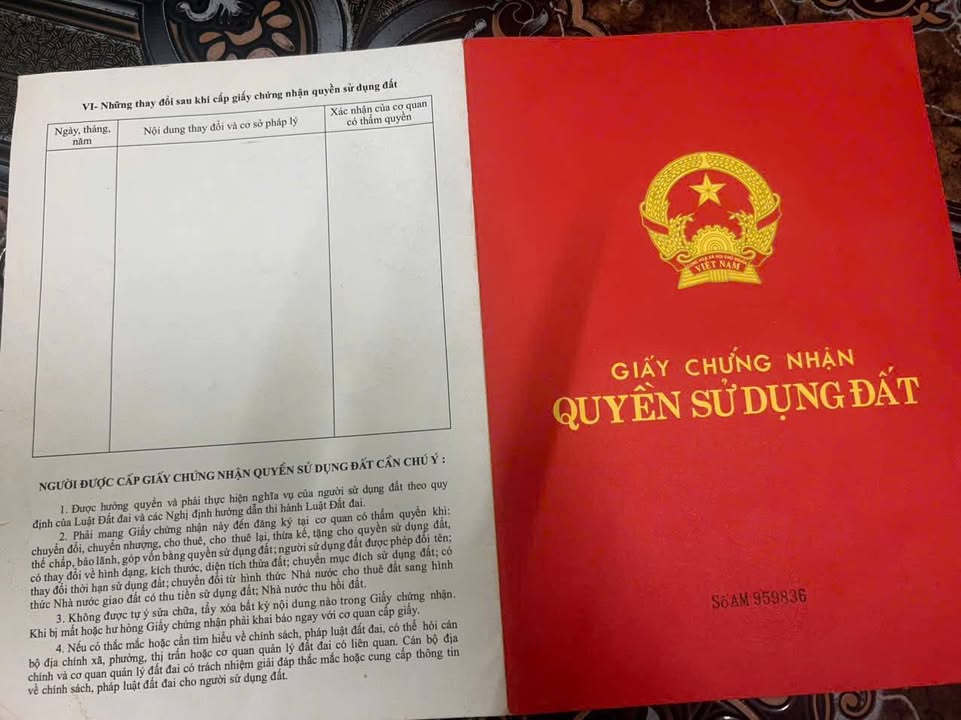 VI- Những thay đổi sau khi cấp giấy chứng nhận quyền sử dụng đất
Ngày, tháng, năm
Nội dung thay đổi và cơ sở pháp lý
Xác nhận của cơ quan có thẩm quyền
NGƯỜI ĐƯỢC CẤP GIẤY CHỨNG NHẬN QUYỀN SỬ DỤNG ĐẤT CẦN CHÚ Ý :
1. Được hưởng quyền và phải thực hiện nghĩa vụ của người sử dụng đất theo quy
định của Luật Đất đai và các Nghị định hướng dẫn thi hành Luật Đất đai.
2. Phải mang Giấy chứng nhận này đến đăng ký tại cơ quan có thẩm quyền khi:
chuyển đổi, chuyển nhượng, cho thuê, cho thuê lại, thừa kế, tặng cho quyền sử dụng đất,
thế chấp, bảo lãnh, góp vốn bằng quyền sử dụng đất; người sử dụng đất được phép đổi tên;
có thay đổi về hình dạng, kích thước, diện tích thửa đất; chuyển mục đích sử dụng đất; có
thay đổi thời hạn sử dụng đất; chuyển đổi từ hình thức Nhà nước cho thuê đất sang hình
thức Nhà nước giao đất có thu tiền sử dụng đất; Nhà nước thu hồi đất.
3. Không được tự ý sửa chữa, tẩy xóa bất kỳ nội dung nào trong Giấy chứng nhận.
Khi bị mất hoặc hư hỏng Giấy chứng nhận phải khai báo ngay với cơ quan cấp giấy.
4. Nếu có thắc mắc hoặc cần tìm hiểu về chính sách, pháp luật đất đai, có thể hỏi cán
bộ địa chính xã, phường, thị trấn hoặc cơ quan quản lý đất đai có liên quan. Cán bộ địa
chính và cơ quan quản lý đất đai có trách nhiệm giải đáp thắc mắc hoặc cung cấp thông tin
về chính sách, pháp luật đất đai cho người sử dụng đất.
CỘNG HÒA XÃ HỘI CHỦ NGHĨA
VIỆT NAM
GIẤY CHỨNG NHẬN
QUYỀN SỬ DỤNG ĐẤT
Số AM 959836